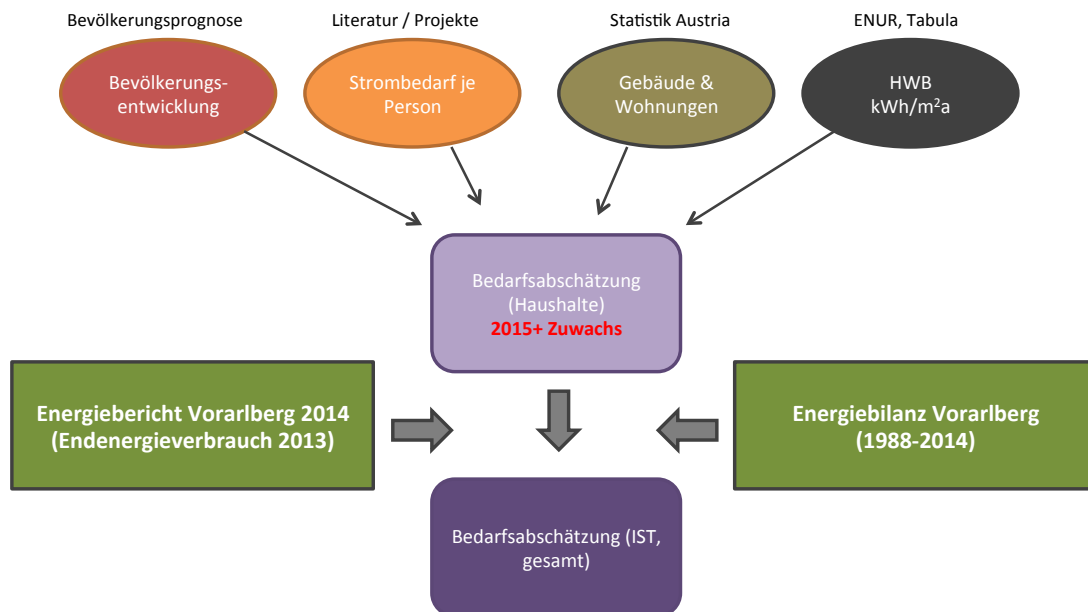 Bevölkerungsprognose
Literatur / Projekte
Statistik Austria
ENUR, Tabula
Bevölkerungs-
entwicklung
Strombedarf je
Person
Gebäude &
Wohnungen
HWB
kWh/m²a
Bedarfsabschätzung
(Haushalte)
2015+ Zuwachs
Energiebericht Vorarlberg 2014
(Endenergieverbrauch 2013)
Energiebilanz Vorarlberg
(1988-2014)
Bedarfsabschätzung (IST,
gesamt)